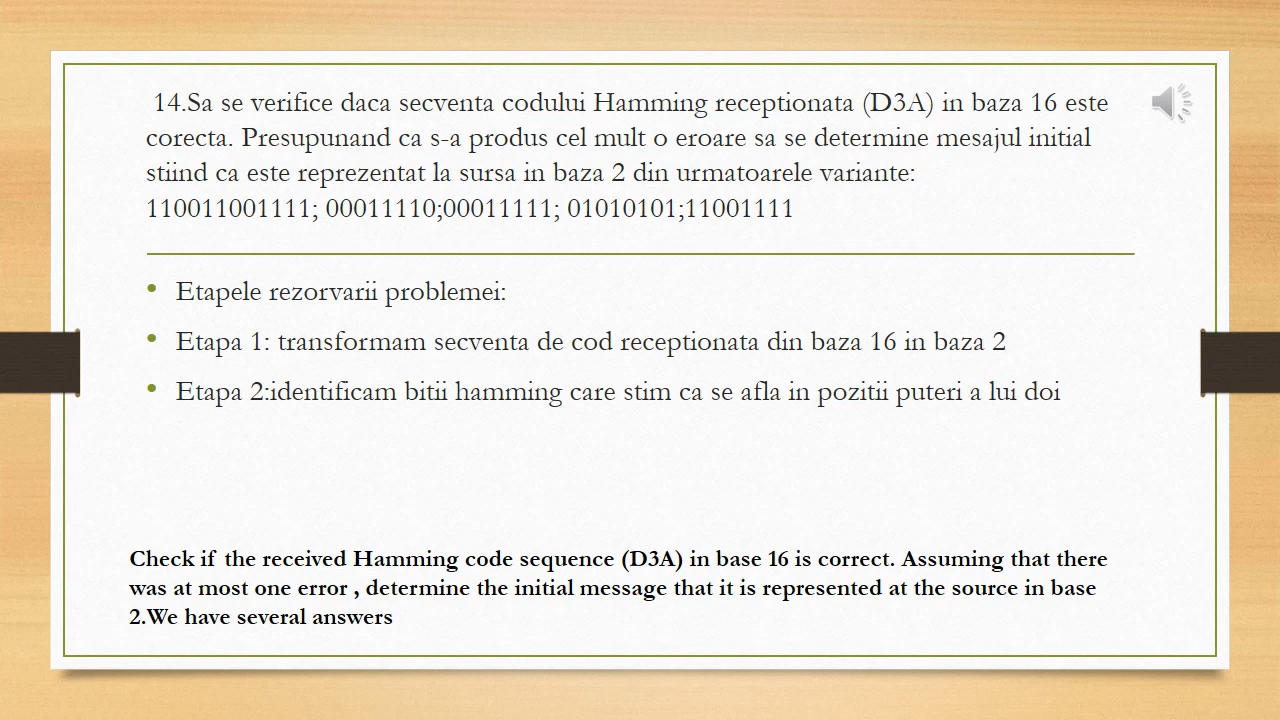 14.Sa se verifice daca secventa codului Hamming receptionata (D3A) in baza 16 este
corecta. Presupunand ca s-a produs cel mult o eroare sa se determine mesajul initial
stiind ca este reprezentat la sursa in baza 2 din urmatoarele variante:
110011001111; 00011110;00011111; 01010101;11001111
• Etapele rezorvarii problemei:
• Etapa 1: transformam secventa de cod receptionata din baza 16 in baza 2
• Etapa 2:identificam bitii hamming care stim ca se afla in pozitii puteri a lui doi
Check if the received Hamming code sequence (D3A) in base 16 is correct. Assuming that there
was at most one error , determine the initial message that it is represented at the source in base
2.We have several answers